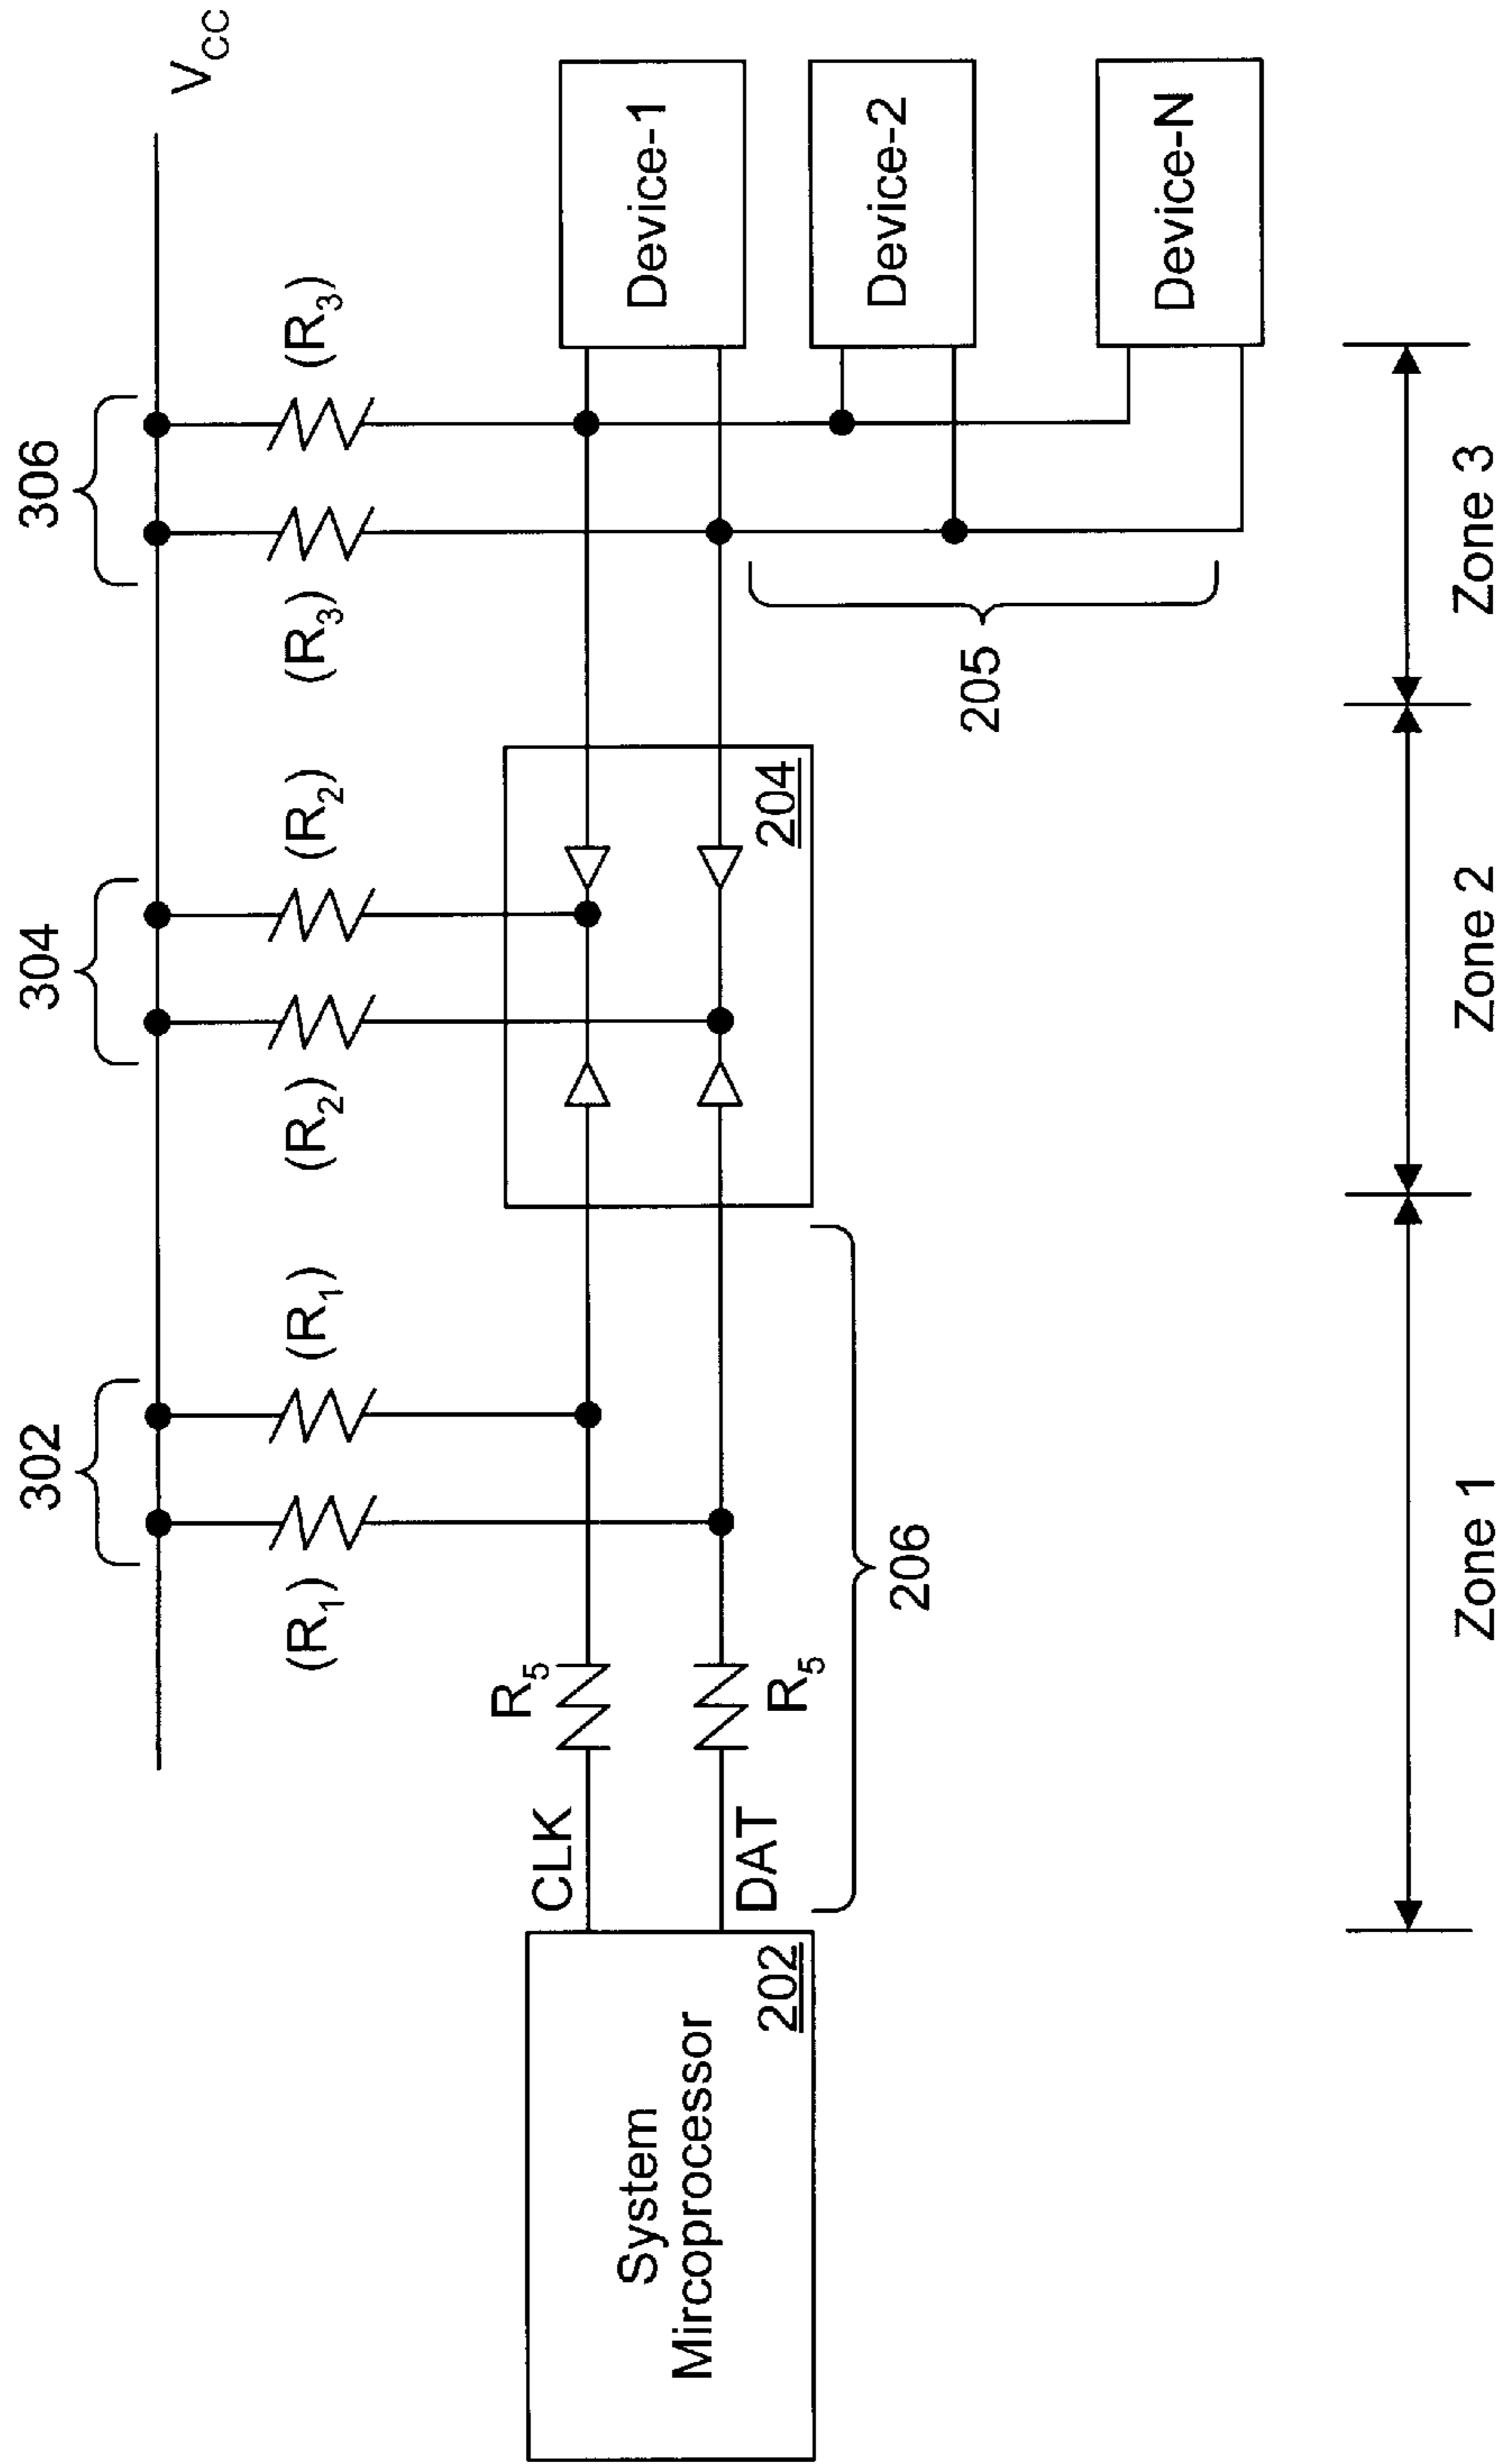 302
304
306
V_CC
(R₁)
(R₁)
(R₂)
(R₂)
(R₃)
(R₃)
R₅
CLK
DAT
R₅
System
Mircoprocessor
202
204
206
205
Device-1
Device-2
Device-N
Zone 1
Zone 2
Zone 3